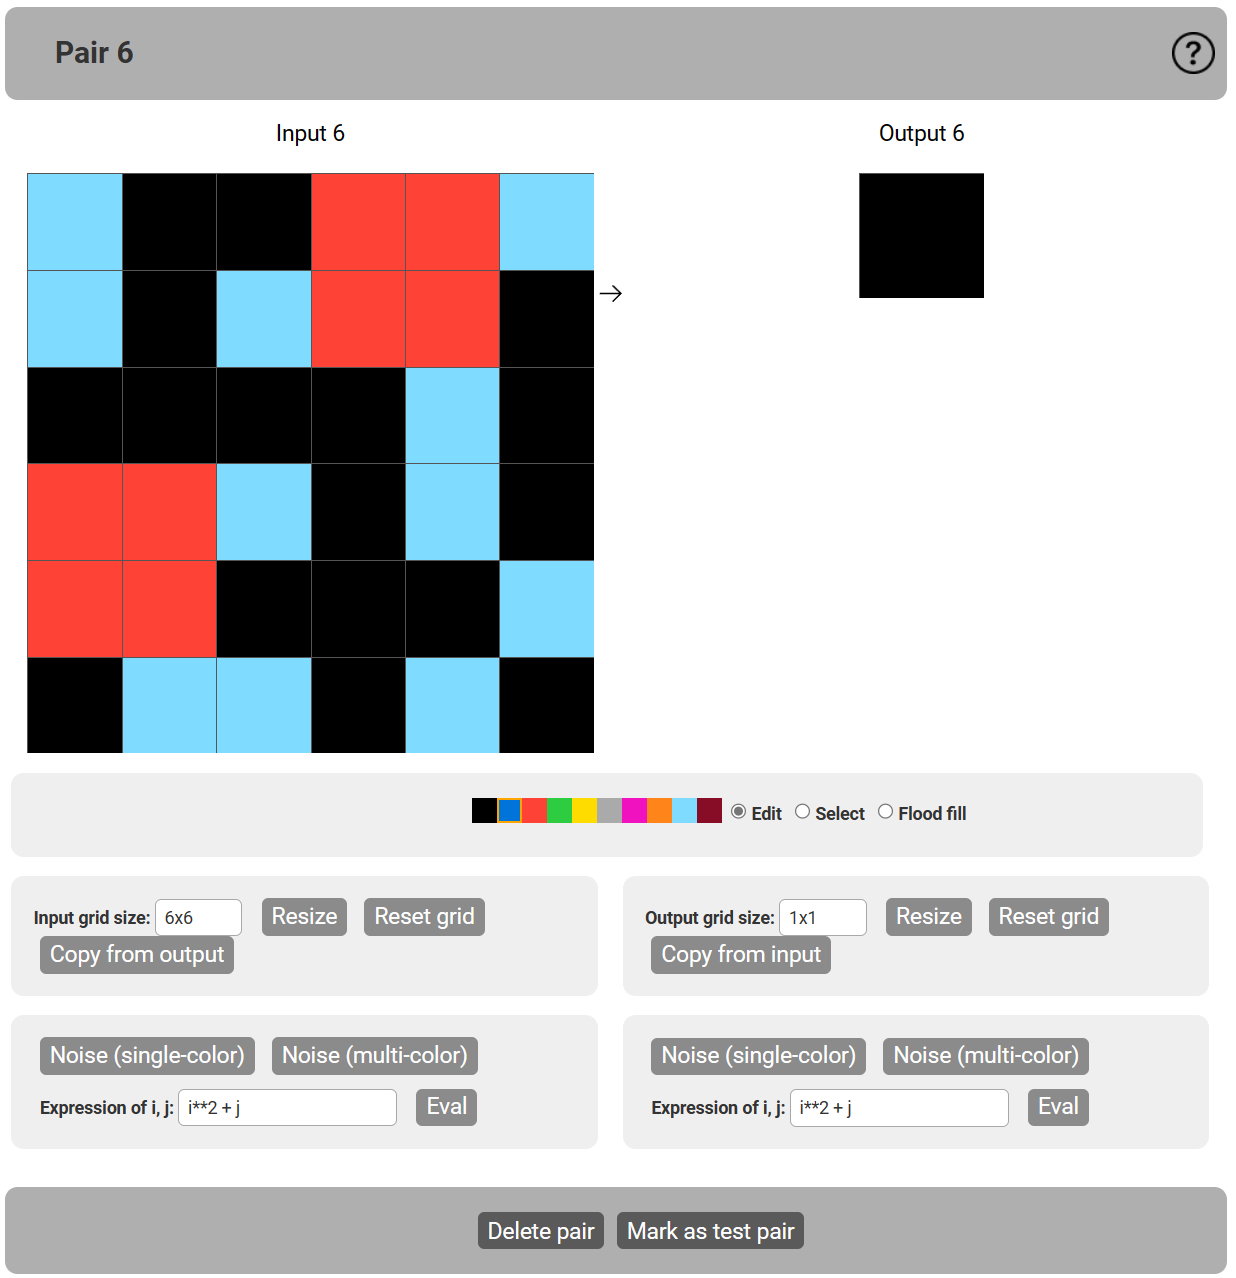 Pair 6
?
Input 6
Output 6
→
Edit Select Flood fill
Input grid size: 6x6 Resize Reset grid
Copy from output
Output grid size: 1x1 Resize Reset grid
Copy from input
Noise (single-color) Noise (multi-color)
Expression of i, j: i**2 + j Eval
Noise (single-color) Noise (multi-color)
Expression of i, j: i**2 + j Eval
Delete pair Mark as test pair